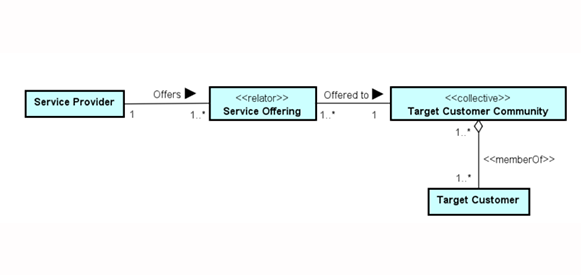 Offers
Offered to
Service Provider
<<relator>>
Service Offering
<<collective>>
Target Customer Community
1
1..*
1..*
1
1..*
<<memberOf>>
1..*
Target Customer